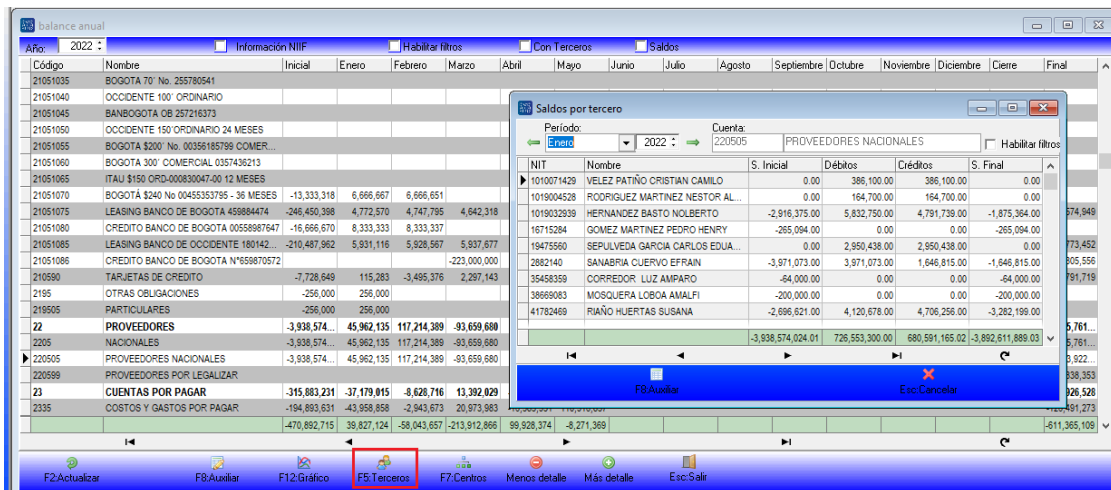 balance anual
Año: 2022 Información NIIF Habilitar filtros Con Terceros Saldos
Código Nombre Inicial Enero Febrero Marzo Abril Mayo Junio Julio Agosto Septiembre Octubre Noviembre Diciembre Cierre Final
21051035 BOGOTA 70' No. 255780541
21051040 OCCIDENTE 100' ORDINARIO
21051045 BANBOGOTA OB 257216373
21051050 OCCIDENTE 150'ORDINARIO 24 MESES
21051055 BOGOTA $200' No. 00356185799 COMER...
21051060 BOGOTA 300' COMERCIAL 0357436213
21051065 ITAU $150 ORD-000830047-00 12 MESES
21051070 BOGOTÁ $240 No 00455353795 - 36 MESES -13,333,318 6,666,667 6,666,651
21051075 LEASING BANCO DE BOGOTA 459884474 -246,450,398 4,772,570 4,747,795 4,642,318 574,949
21051080 CREDITO BANCO DE BOGOTA 00558987647 -16,666,670 8,333,333 8,333,337
21051085 LEASING BANCO DE OCCIDENTE 180142... -210,487,962 5,931,116 5,928,567 5,937,677 773,452
21051086 CREDITO BANCO DE BOGOTA N°659870572 -223,000,000 805,556
210590 TARJETAS DE CREDITO -7,728,649 115,283 -3,495,376 2,297,143 791,719
2195 OTRAS OBLIGACIONES -256,000 256,000
219505 PARTICULARES -256,000 256,000
22 PROVEEDORES -3,938,574... 45,962,135 117,214,389 -93,659,680 5,761...
2205 NACIONALES -3,938,574... 45,962,135 117,214,389 -93,659,680 5,761...
220505 PROVEEDORES NACIONALES -3,938,574... 45,962,135 117,214,389 -93,659,680 3,922...
220599 PROVEEDORES POR LEGALIZAR 838,353
23 CUENTAS POR PAGAR -315,883,231 -37,179,015 -8,628,716 13,392,029 926,528
2335 COSTOS Y GASTOS POR PAGAR -194,893,631 -43,958,858 -2,943,673 20,973,983 491,273
-470,892,715 39,827,124 -58,043,657 -213,912,866 99,928,374 -8,271,369 -611,365,109
F2:Actualizar F8:Auxiliar F12:Gráfico F5:Terceros F7:Centros Menos detalle Más detalle Esc:Salir
Saldos por tercero
Período: Cuenta:
Enero 2022 220505 PROVEEDORES NACIONALES Habilitar filtros
NIT Nombre S. Inicial Débitos Créditos S. Final
1010071429 VELEZ PATIÑO CRISTIAN CAMILO 0.00 386,100.00 386,100.00 0.00
1019004528 RODRIGUEZ MARTINEZ NESTOR AL... 0.00 164,700.00 164,700.00 0.00
1019032939 HERNANDEZ BASTO NOLBERTO -2,916,375.00 5,832,750.00 4,791,739.00 -1,875,364.00
16715284 GOMEZ MARTINEZ PEDRO HENRY -265,094.00 0.00 0.00 -265,094.00
19475560 SEPULVEDA GARCIA CARLOS EDUA... 0.00 2,950,438.00 2,950,438.00 0.00
2882140 SANABRIA CUERVO EFRAIN -3,971,073.00 3,971,073.00 1,646,815.00 -1,646,815.00
35458359 CORREDOR LUZ AMPARO -64,000.00 0.00 0.00 -64,000.00
38669083 MOSQUERA LOBOA AMALFI -200,000.00 0.00 0.00 -200,000.00
41782469 RIAÑO HUERTAS SUSANA -2,696,621.00 4,120,678.00 4,706,256.00 -3,282,199.00
-3,938,574,024.01 726,553,300.00 680,591,165.02 -3,892,611,889.03
F8:Auxiliar Esc:Cancelar